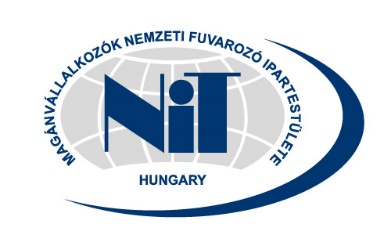 MAGÁNVÁLLALKOZÓK NEMZETI FUVAROZÓ IPARTESTÜLETE
NiT
HUNGARY